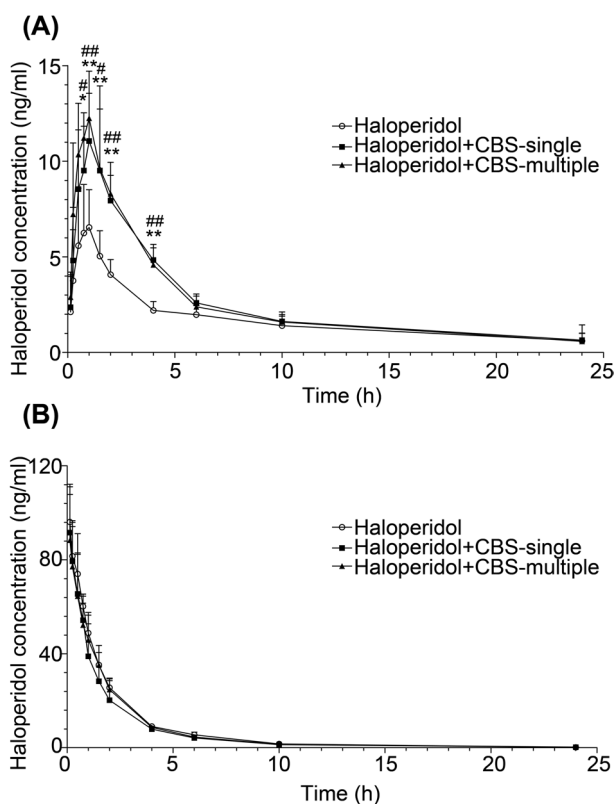 (A)
##
**
#
*
#
**
##
**
##
**
Haloperidol concentration (ng/ml)
15
10
5
0
Haloperidol
Haloperidol+CBS-single
Haloperidol+CBS-multiple
0 5 10 15 20 25
Time (h)
(B)
Haloperidol concentration (ng/ml)
120
80
40
0
Haloperidol
Haloperidol+CBS-single
Haloperidol+CBS-multiple
0 5 10 15 20 25
Time (h)